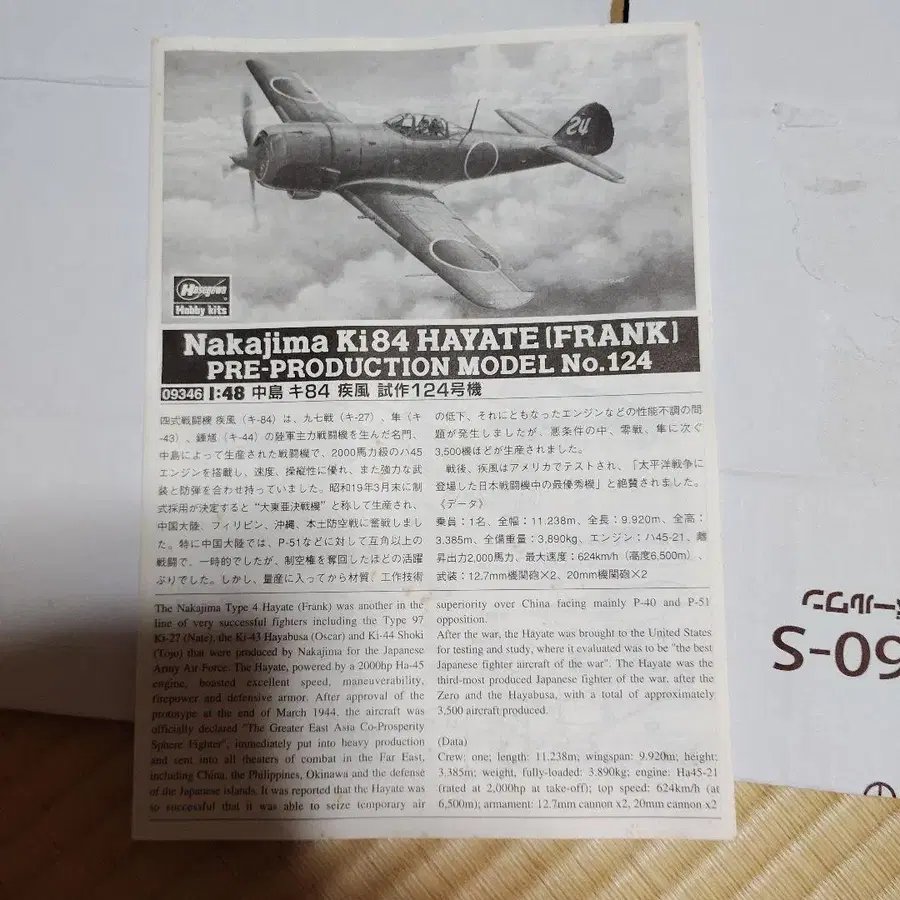 24
Hasegawa
Hobby kits
Nakajima Ki84 HAYATE (FRANK)
PRE-PRODUCTION MODEL No.124
09346 1:48 中島 キ84 疾風 試作124号機
四式戦闘機 疾風（キ-84）は、九七戦（キ-27）、隼（キ
-43）、鍾馗（キ-44）の陸軍主力戦闘機を生んだ名門、
中島によって生産された戦闘機で、2000馬力級のハ45
エンジンを搭載し、速度、操縦性に優れ、また強力な武
装と防弾を合わせ持っていました。昭和19年3月末に制
式採用が決定すると“大東亜決戦機”と称して生産され、
中国大陸、フィリピン、沖縄、本土防空戦に奮戦しまし
た。特に中国大陸では、P-51などに対して互角以上の
戦闘で、一時的でしたが、制空権を奪回したほどの活躍
ぶりでした。しかし、量産に入ってから材質、工作技術
の低下、それにともなったエンジンなどの性能不調の問
題が発生しましたが、悪条件の中、零戦、隼に次ぐ
3,500機ほどが生産されました。
戦後、疾風はアメリカでテストされ、「太平洋戦争に
登場した日本戦闘機中の最優秀機」と絶賛されました。
〈データ〉
乗員：1名、全幅：11.238m、全長：9.920m、全高：
3.385m、全備重量：3,890kg、エンジン：ハ45-21、離
昇出力2,000馬力、最大速度：624km/h（高度6,500m）、
武装：12.7mm機関砲×2、20mm機関砲×2
The Nakajima Type 4 Hayate (Frank) was another in the
line of very successful fighters including the Type 97
Ki-27 (Nate), the Ki-43 Hayabusa (Oscar) and Ki-44 Shoki
(Tojo) that were produced by Nakajima for the Japanese
Army Air Force. The Hayate, powered by a 2000hp Ha-45
engine, boasted excellent speed, maneuverability,
firepower and defensive armor. After approval of the
prototype at the end of March 1944, the aircraft was
officially declared "The Greater East Asia Co-Prosperity
Sphere Fighter", immediately put into heavy production
and sent into all theaters of combat in the Far East,
including China, the Philippines, Okinawa and the defense
of the Japanese islands. It was reported that the Hayate was
so successful that it was able to seize temporary air
superiority over China facing mainly P-40 and P-51
opposition.
After the war, the Hayate was brought to the United States
for testing and study, where it evaluated was to be "the best
Japanese fighter aircraft of the war". The Hayate was the
third-most produced Japanese fighter of the war, after the
Zero and the Hayabusa, with a total of approximately
3,500 aircraft produced.
(Data)
Crew: one; length: 11.238m; wingspan: 9.920m; height:
3.385m; weight, fully-loaded: 3.890kg; engine: Ha45-21
(rated at 2,000hp at take-off); top speed: 624km/h (at
6,500m); armament: 12.7mm cannon x2, 20mm cannon x2
S-09